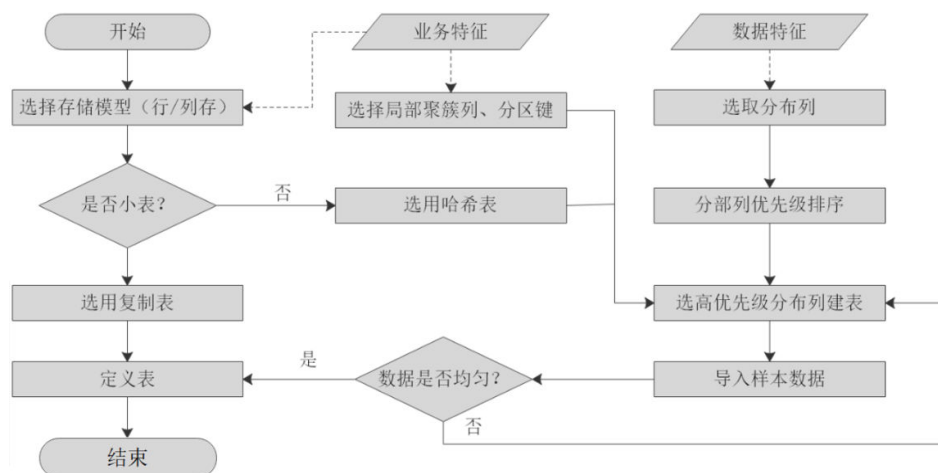 开始
业务特征
数据特征
选择存储模型（行/列存）
选择局部聚簇列、分区键
选取分布列
是否小表?
否
选用哈希表
分部列优先级排序
选用复制表
选高优先级分布列建表
定义表
是
数据是否均匀?
导入样本数据
否
结束